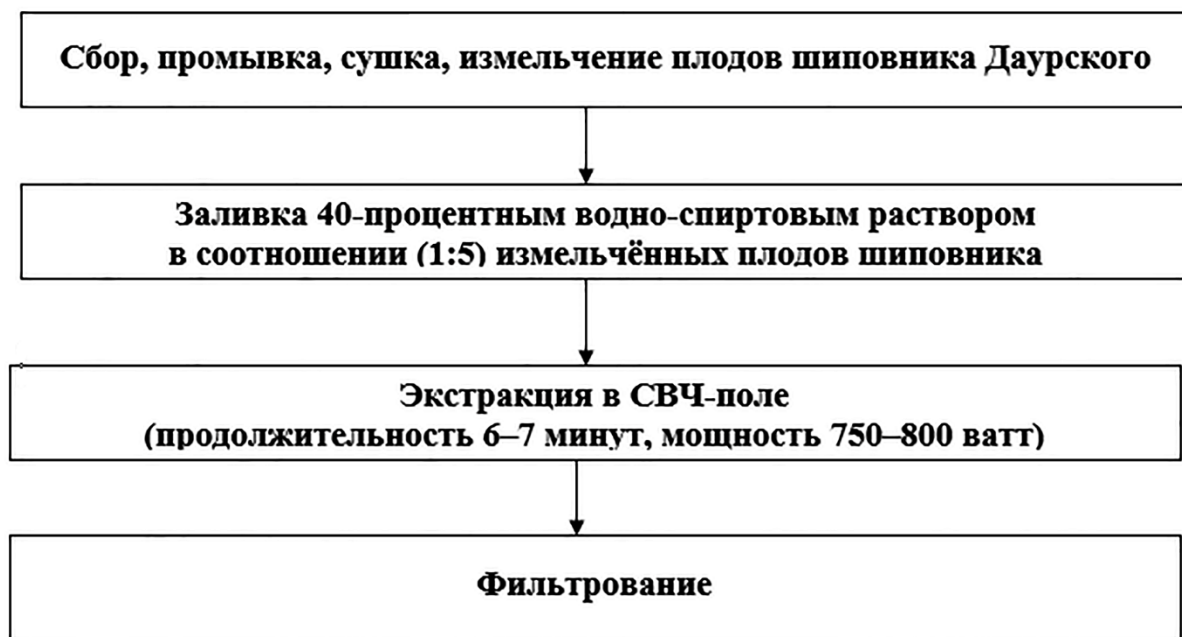 Сбор, промывка, сушка, измельчение плодов шиповника Даурского
Заливка 40-процентным водно-спиртовым раствором
в соотношении (1:5) измельчённых плодов шиповника
Экстракция в СВЧ-поле
(продолжительность 6–7 минут, мощность 750–800 ватт)
Фильтрование